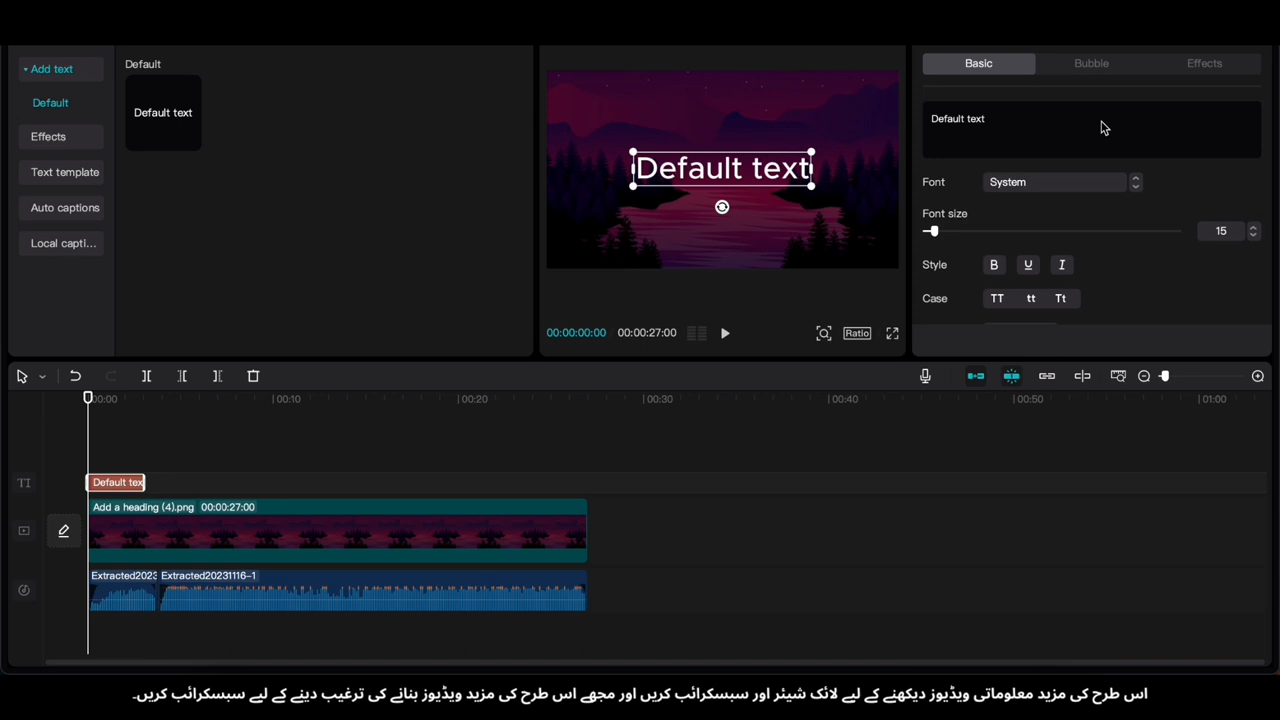 Add text
Default
Effects
Text template
Auto captions
Local capti...
Default
Default text
Default text
00:00:00:00 00:00:27:00
Ratio
Basic Bubble Effects
Default text
Font System
Font size
15
Style B U I
Case TT tt Tt
00:00 00:10 00:20 00:30 00:40 00:50 01:00
TI Default tex
Add a heading (4).png 00:00:27:00
Extracted2023 Extracted20231116-1
اس طرح کی مزید معلوماتی ویڈیوز دیکھنے کے لیے لائک شیئر اور سبسکرائب کریں اور مجھے اس طرح کی مزید ویڈیوز بنانے کی ترغیب دینے کے لیے سبسکرائب کریں۔